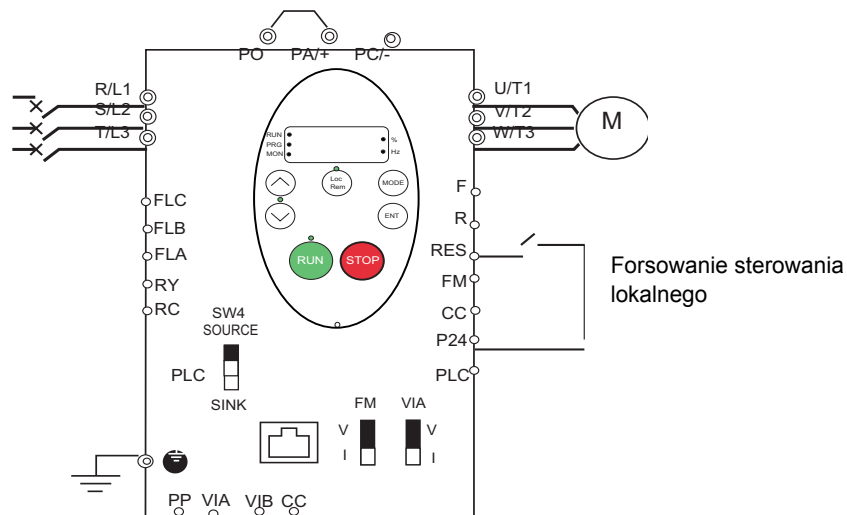 PO PA/+ PC/-
R/L1
S/L2
T/L3
U/T1
V/T2
W/T3
M
RUN
PRG
MON
%
Hz
Loc
Rem
MODE
ENT
RUN
STOP
FLC
FLB
FLA
RY
RC
F
R
RES
FM
CC
P24
PLC
Forsowanie sterowania
lokalnego
SW4
SOURCE
PLC
SINK
FM VIA
V V
I I
PP VIA VIB CC